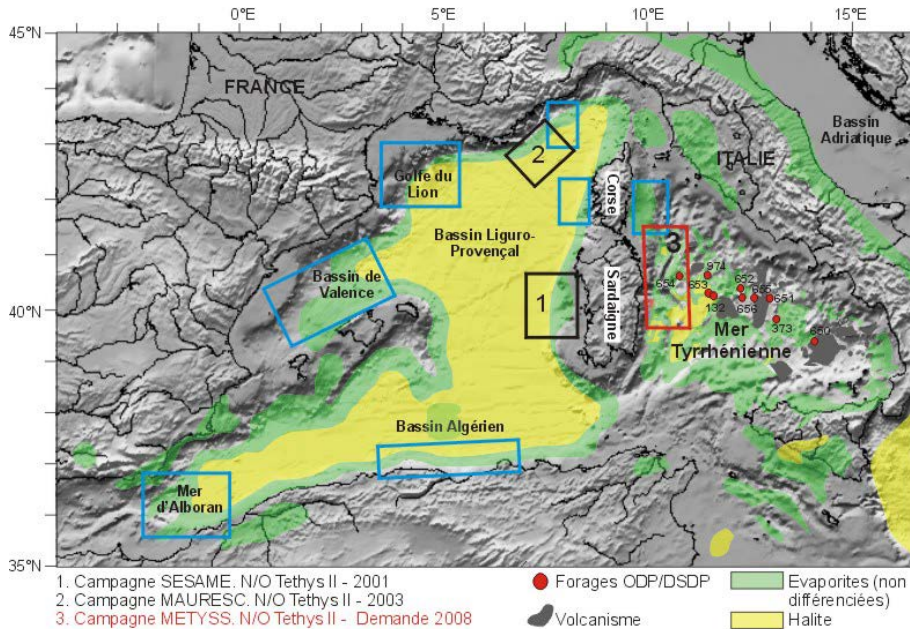 0°E 5°E 10°E 15°E
45°N
FRANCE
Bassin
Adriatique
2
ITALIE
Golfe du
Lion
Corse
Bassin Liguro-
Provençal
3
40°N
Bassin de
Valence
1
Sardaigne
974
654 653 652 655 651
132 656
373
650
Mer
Tyrrhénienne
Bassin Algérien
Mer
d'Alboran
35°N
1. Campagne SESAME. N/O Tethys II - 2001
2. Campagne MAURESC. N/O Tethys II - 2003
3. Campagne METYSS. N/O Tethys II - Demande 2008
Forages ODP/DSDP
Volcanisme
Evaporites (non
différenciées)
Halite